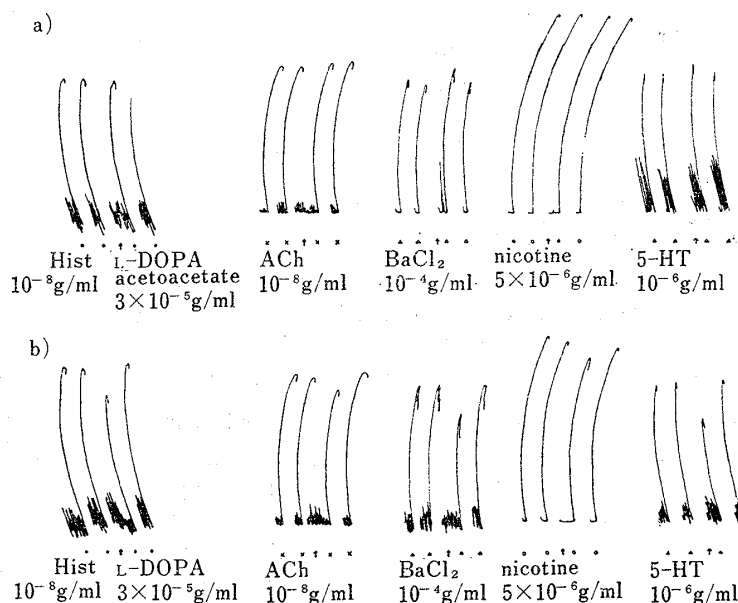 a)
Hist L-DOPA ACh BaCl₂ nicotine 5-HT
acetoacetate
10⁻⁸g/ml 3×10⁻⁵g/ml 10⁻⁸g/ml 10⁻⁴g/ml 5×10⁻⁶g/ml 10⁻⁶g/ml
b)
Hist L-DOPA ACh BaCl₂ nicotine 5-HT
10⁻⁸g/ml 3×10⁻⁵g/ml 10⁻⁸g/ml 10⁻⁴g/ml 5×10⁻⁶g/ml 10⁻⁶g/ml